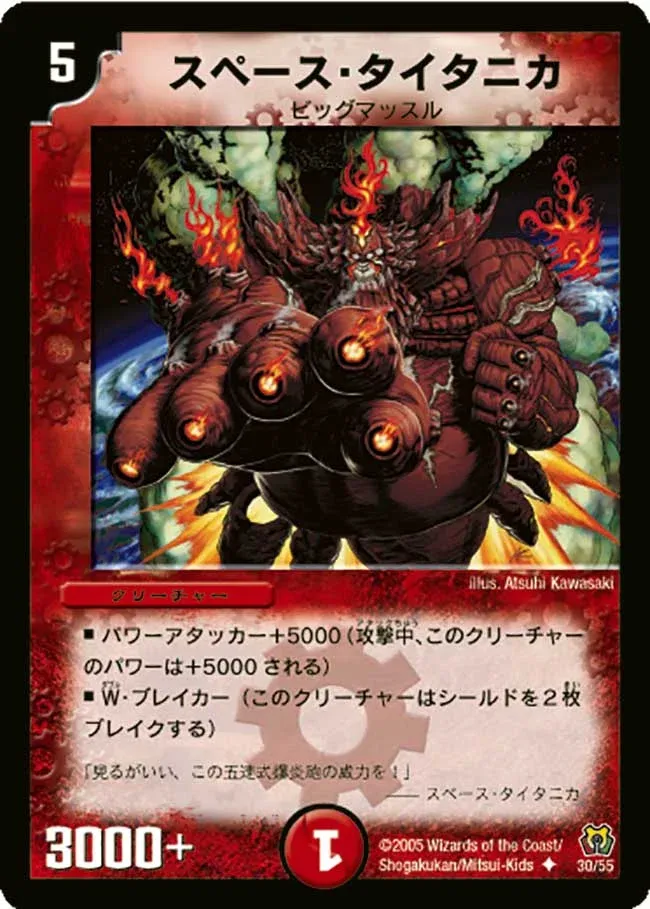 5
スペース・タイタニカ
ビッグマッスル
illus. Atsuhi Kawasaki
クリーチャー
■ パワーアタッカー+5000 (攻撃中、このクリーチャー
のパワーは+5000 される)
■ W・ブレイカー (このクリーチャーはシールドを2枚
ブレイクする)
「見るがいい、この五連式爆炎砲の威力を!」
—— スペース・タイタニカ
3000+
1
©2005 Wizards of the Coast/
Shogakukan/Mitsui-Kids
30/55